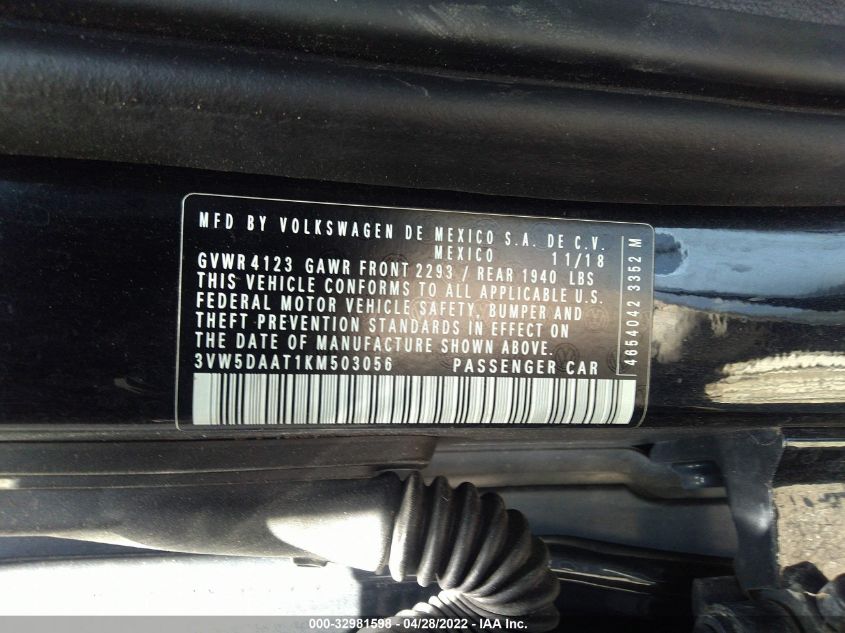 MFD BY VOLKSWAGEN DE MEXICO S.A. DE C.V.
MEXICO 11/18
GVWR 4123 GAWR FRONT 2293 / REAR 1940 LBS
THIS VEHICLE CONFORMS TO ALL APPLICABLE U.S.
FEDERAL MOTOR VEHICLE SAFETY, BUMPER AND
THEFT PREVENTION STANDARDS IN EFFECT ON
THE DATE OF MANUFACTURE SHOWN ABOVE.
3VW5DAAT1KM503056 PASSENGER CAR
4654042 3352 M
000-32981598 - 04/28/2022 - IAA Inc.